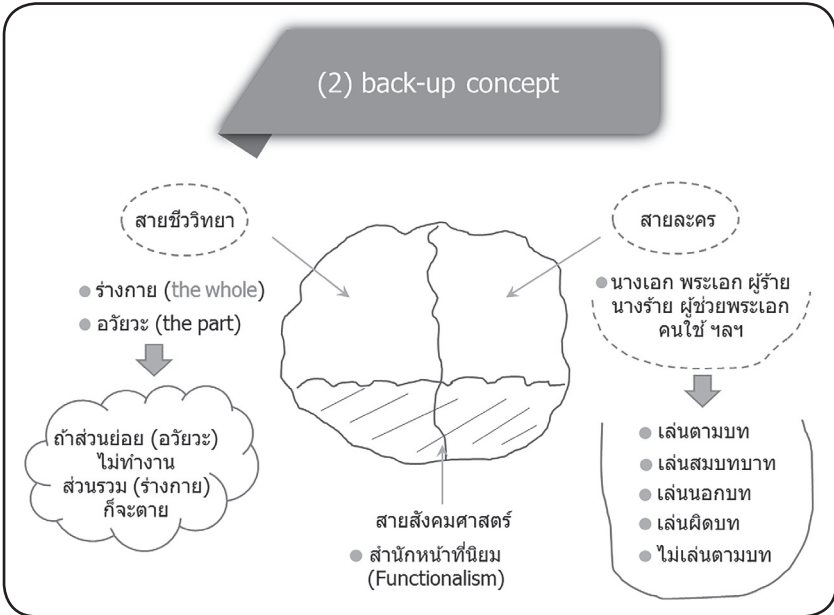 (2) back-up concept
สายชีววิทยา
● ร่างกาย (the whole)
● อวัยวะ (the part)
ถ้าส่วนย่อย (อวัยวะ)
ไม่ทำงาน
ส่วนรวม (ร่างกาย)
ก็จะตาย
สายสังคมศาสตร์
● สำนักหน้าที่นิยม
(Functionalism)
สายละคร
● นางเอก พระเอก ผู้ร้าย
นางร้าย ผู้ช่วยพระเอก
คนใช้ ฯลฯ
● เล่นตามบท
● เล่นสมบทบาท
● เล่นนอกบท
● เล่นผิดบท
● ไม่เล่นตามบท